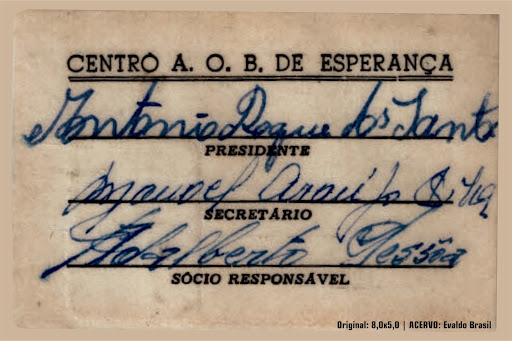 CENTRO A. O. B. DE ESPERANÇA
Antonio Roque dos Santos
PRESIDENTE
Manoel Araújo Silva
SECRETÁRIO
Adalberto Pessôa
SÓCIO RESPONSÁVEL
Original: 8,0x5,0 | ACERVO: Evaldo Brasil